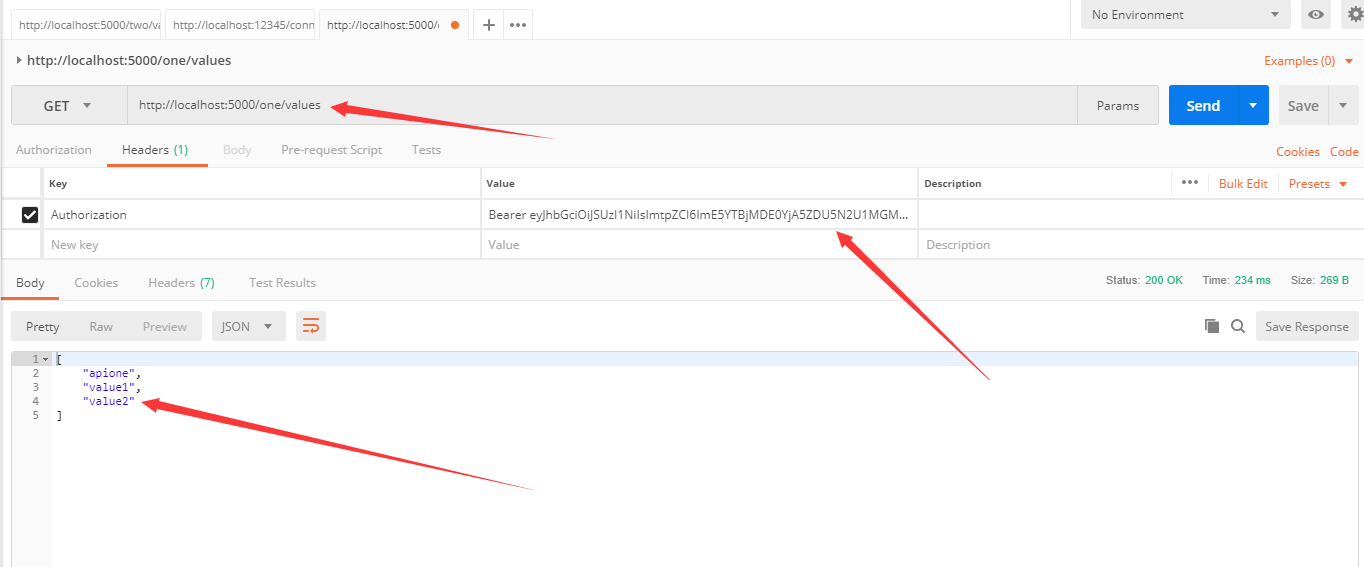 http://localhost:5000/two/va http://localhost:12345/conn http://localhost:5000/ + ••• No Environment
http://localhost:5000/one/values Examples (0)
GET http://localhost:5000/one/values Params Send Save
Authorization Headers (1) Body Pre-request Script Tests Cookies Code
Key Value Description ••• Bulk Edit Presets
Authorization Bearer eyJhbGciOiJSUzI1NiIsImtpZCI6ImE5YTBjMDE0YjA5ZDU5N2U1MGM...
New key Value Description
Body Cookies Headers (7) Test Results Status: 200 OK Time: 234 ms Size: 269 B
Pretty Raw Preview JSON Save Response
1 [
2 "apione",
3 "value1",
4 "value2"
5 ]